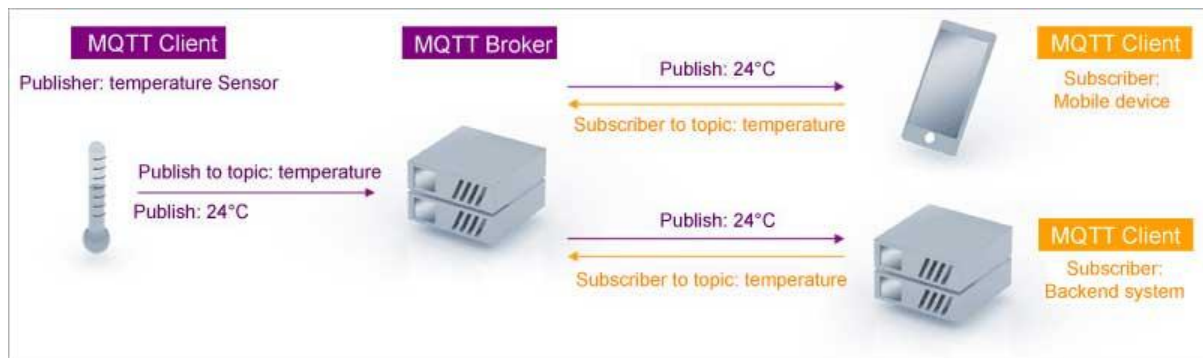 MQTT Client
Publisher: temperature Sensor
Publish to topic: temperature
Publish: 24°C
MQTT Broker
Publish: 24°C
Subscriber to topic: temperature
MQTT Client
Subscriber:
Mobile device
Publish: 24°C
Subscriber to topic: temperature
MQTT Client
Subscriber:
Backend system